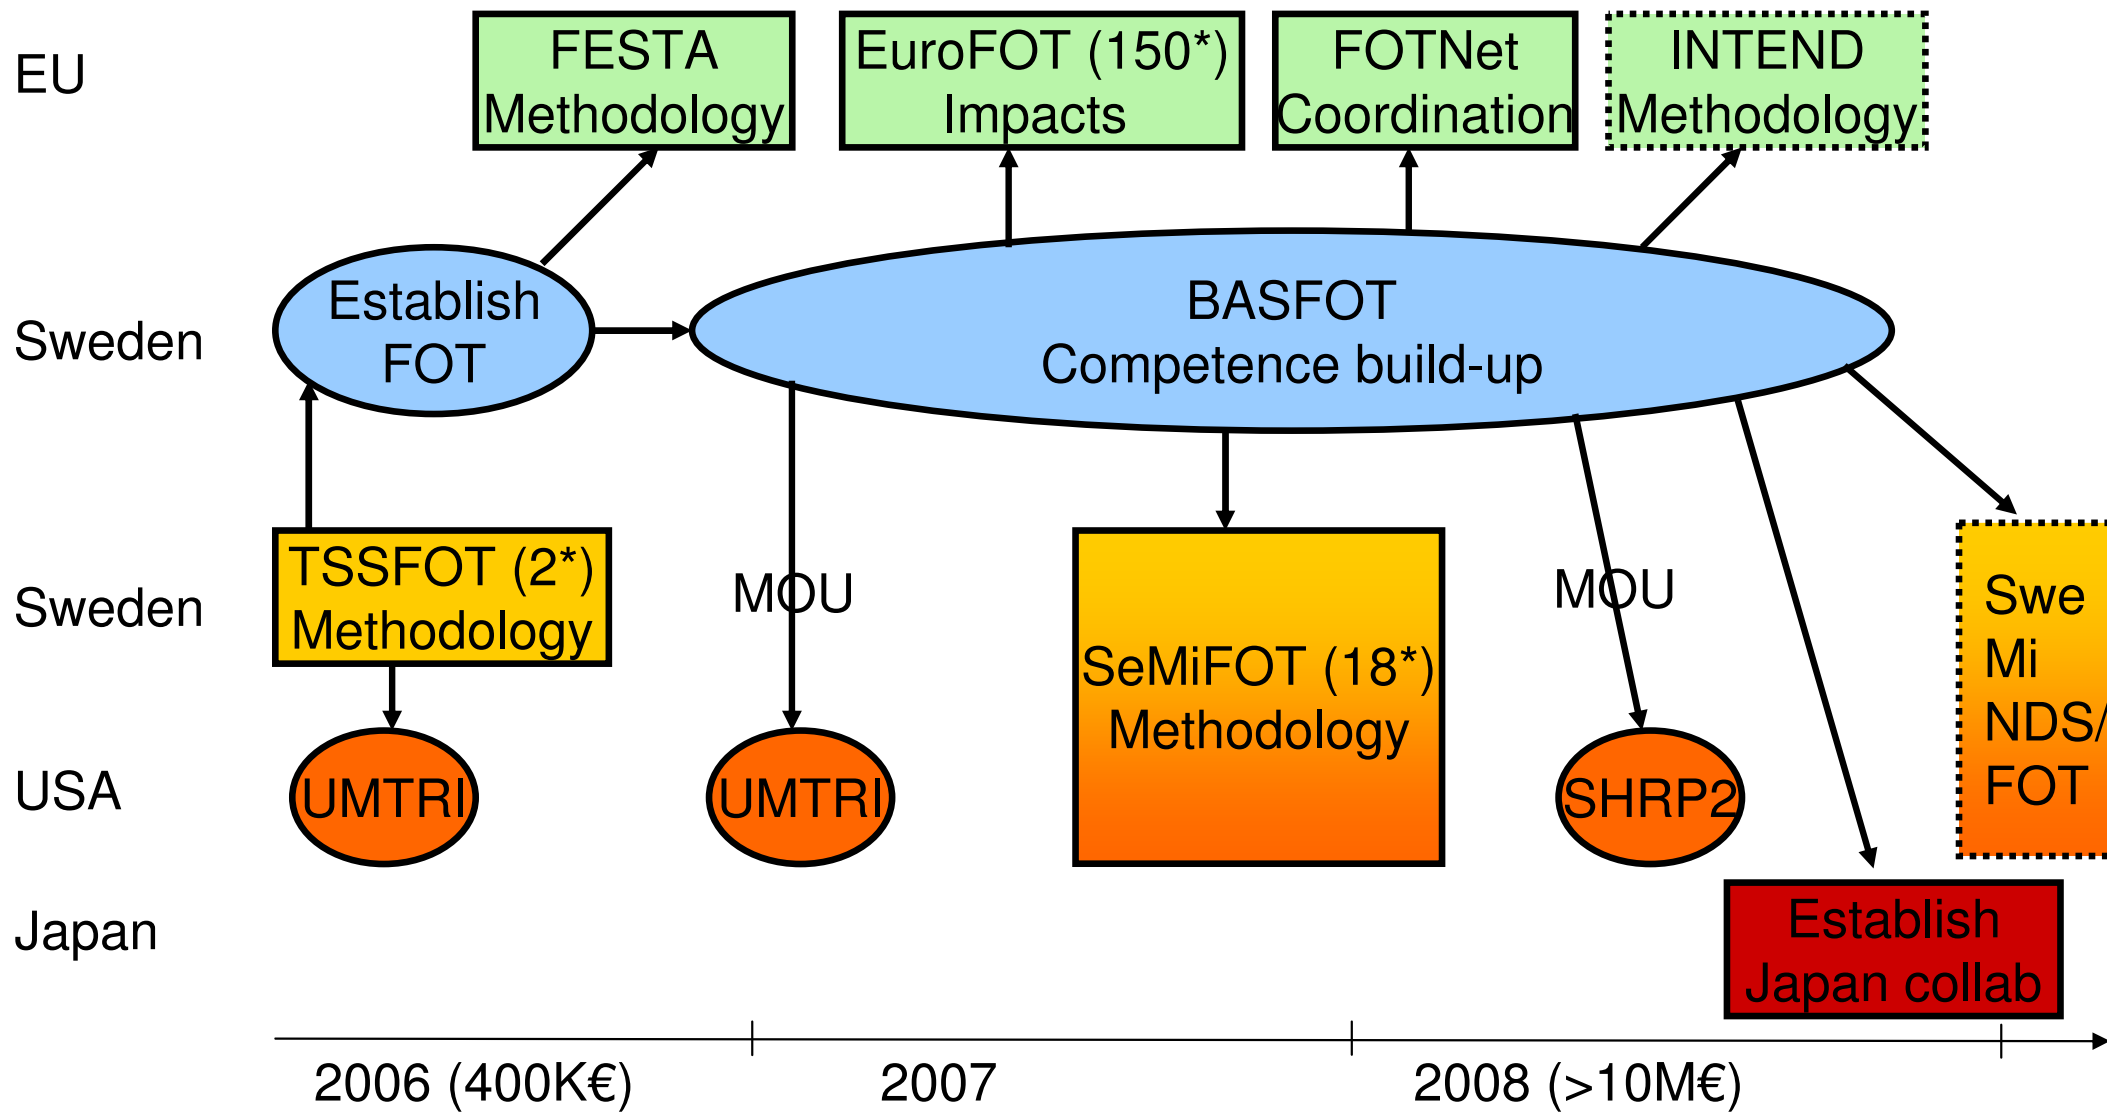 EU
FESTA
Methodology
EuroFOT (150*)
Impacts
FOTNet
Coordination
INTEND
Methodology
Sweden
Establish
FOT
BASFOT
Competence build-up
Sweden
TSSFOT (2*)
Methodology
MOU
SeMiFOT (18*)
Methodology
MOU
Swe
Mi
NDS/
FOT
USA
UMTRI
UMTRI
SHRP2
Japan
Establish
Japan collab
2006 (400K€)
2007
2008 (>10M€)